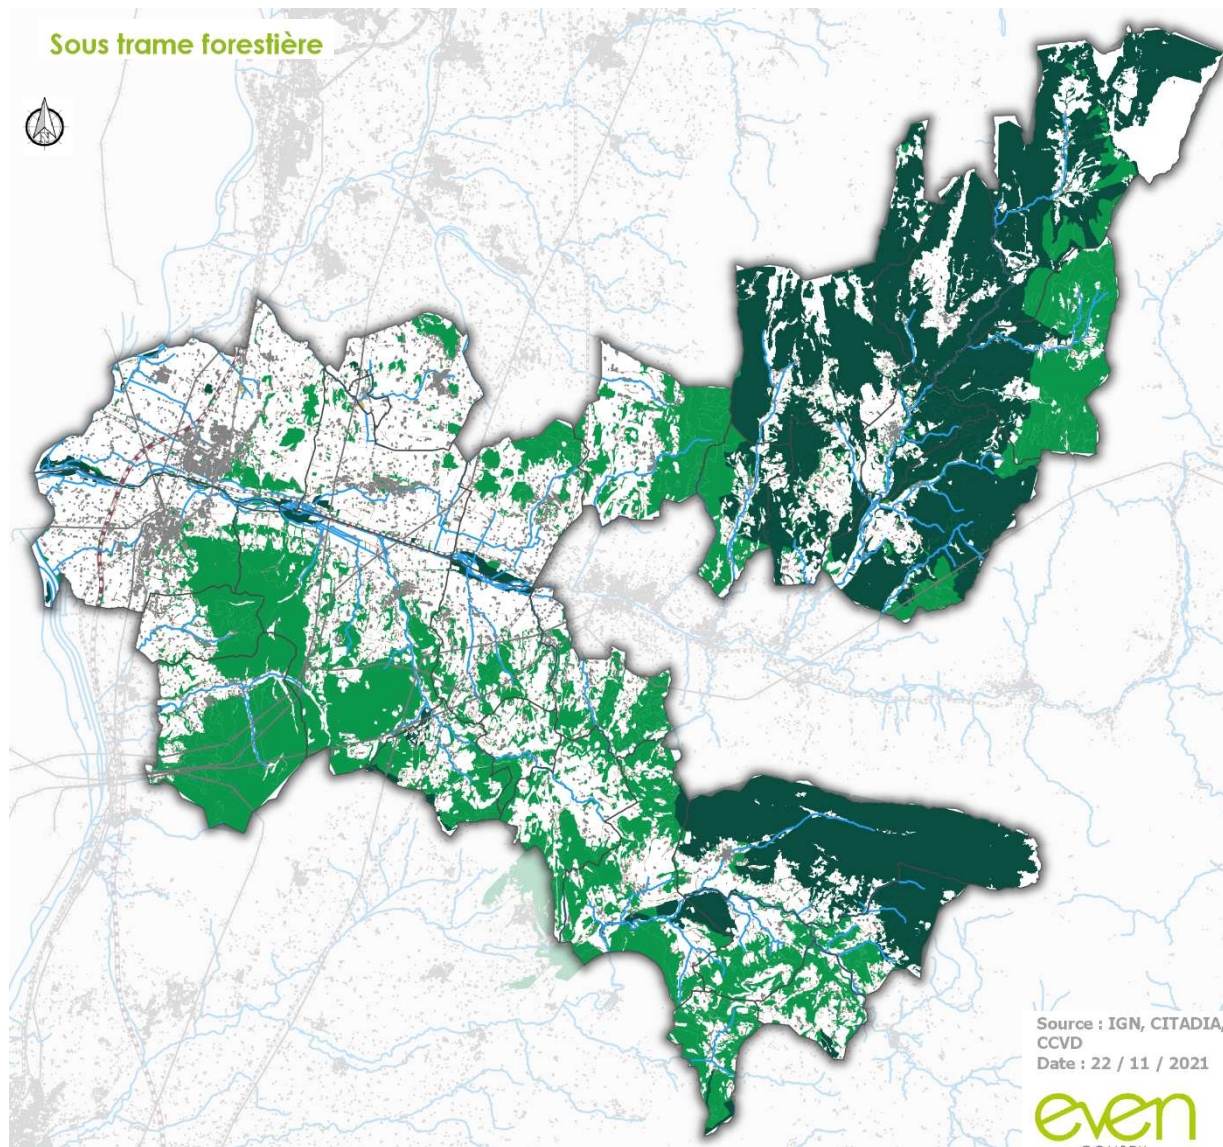 Sous trame forestière
Source : IGN, CITADIA,
CCVD
Date : 22 / 11 / 2021
even